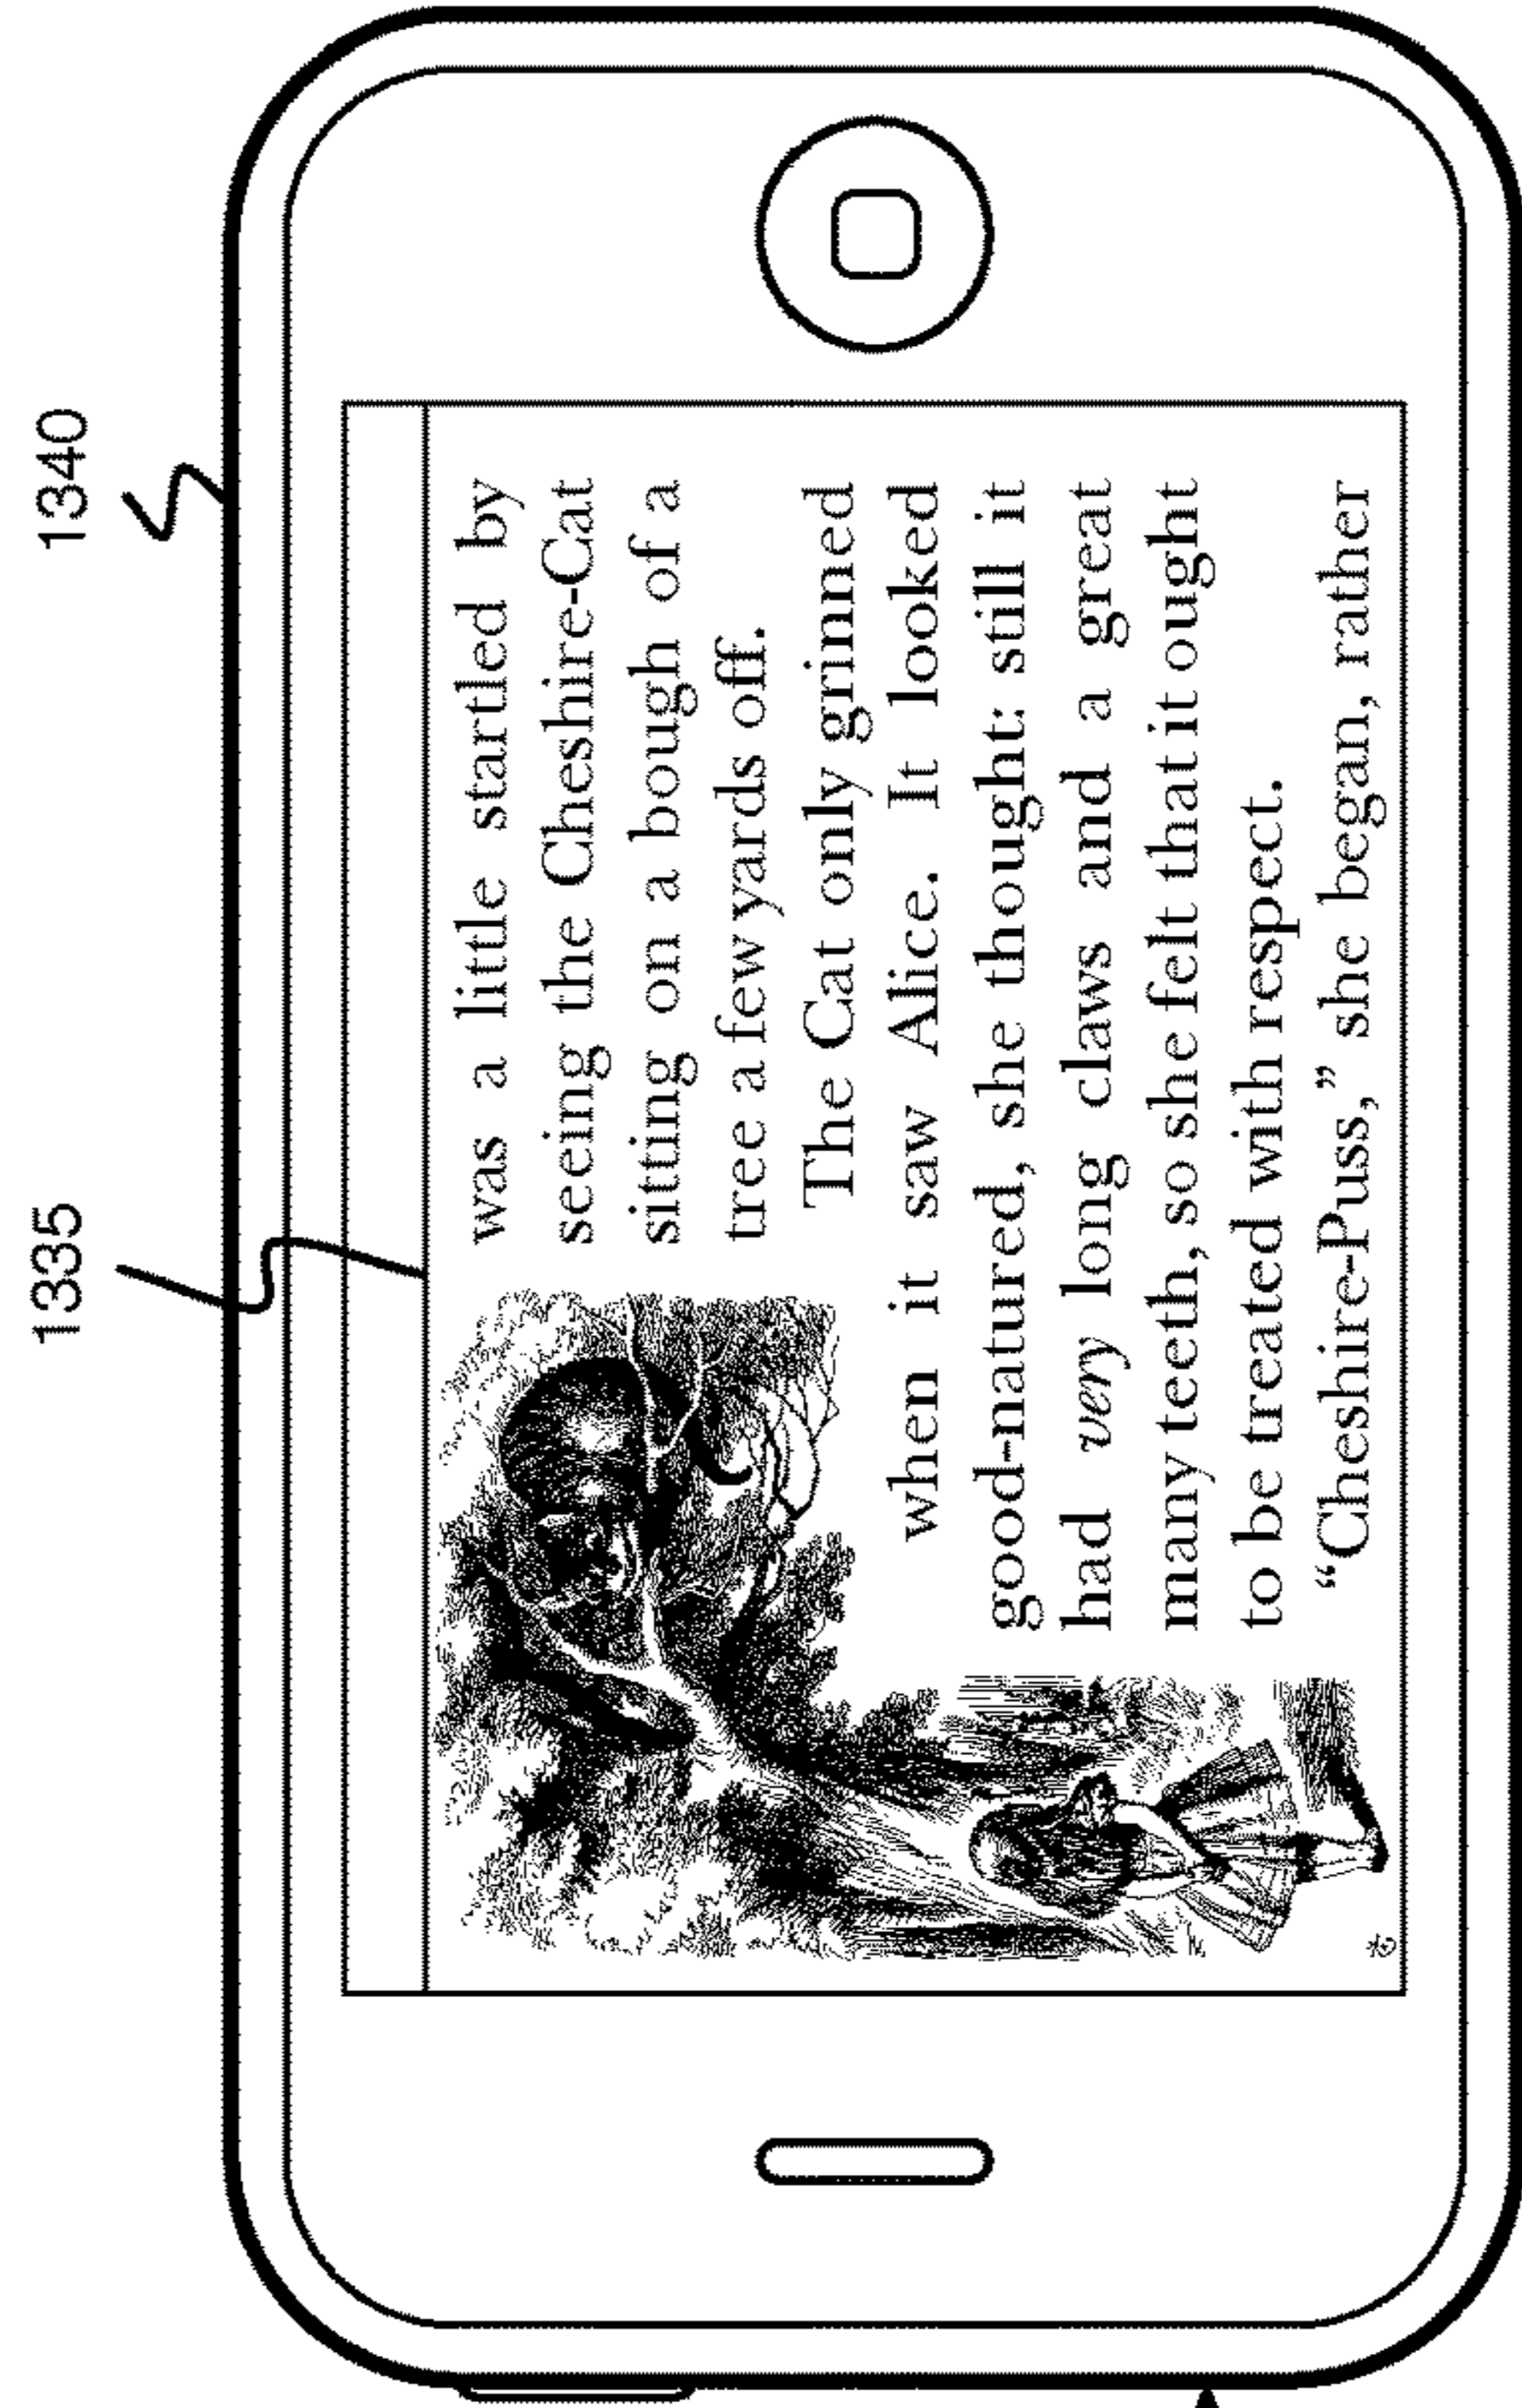 1335
1340
was a little startled by
seeing the Cheshire-Cat
sitting on a bough of a
tree a few yards off.
The Cat only grinned
when it saw Alice. It looked
good-natured, she thought: still it
had very long claws and a great
many teeth, so she felt that it ought
to be treated with respect.
“Cheshire-Puss,” she began, rather